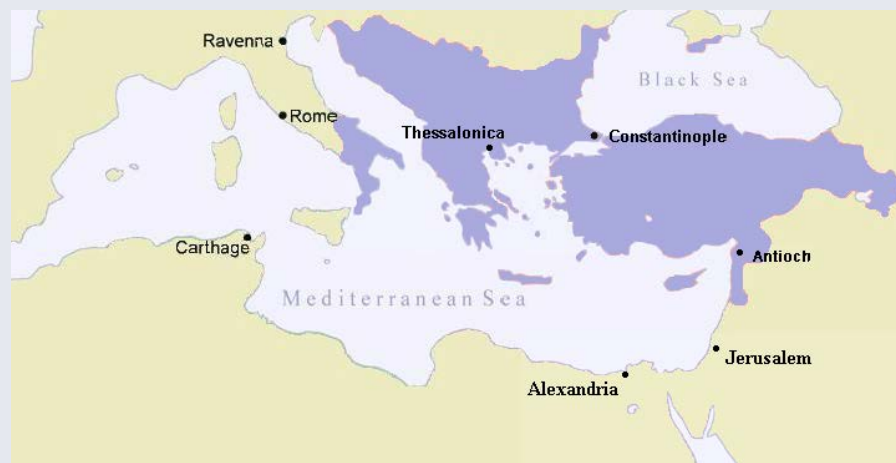 Ravenna
Black Sea
Rome
Thessalonica
Constantinople
Carthage
Antioch
Mediterranean Sea
Jerusalem
Alexandria